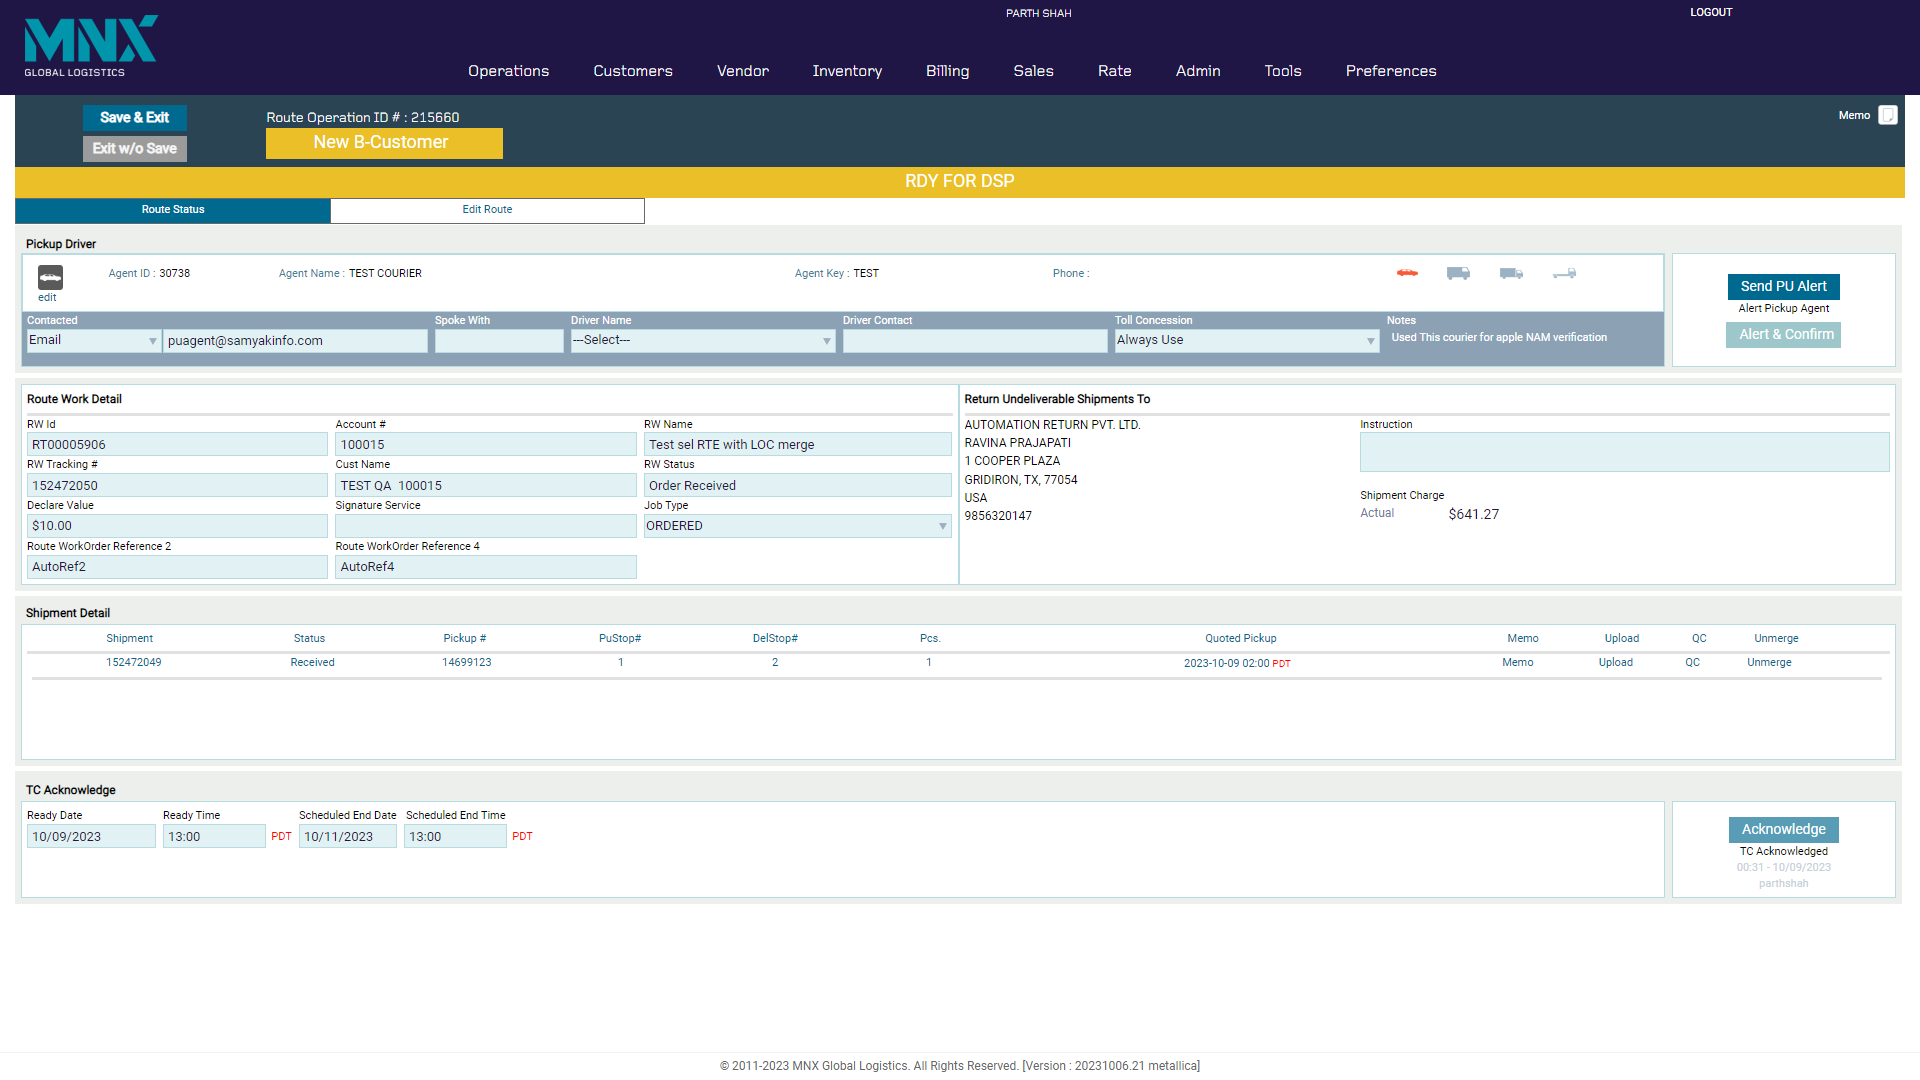 MNX
GLOBAL LOGISTICS
PARTH SHAH
LOGOUT
Operations Customers Vendor Inventory Billing Sales Rate Admin Tools Preferences
Save & Exit
Exit w/o Save
Route Operation ID # : 215660
New B-Customer
Memo
RDY FOR DSP
Route Status Edit Route
Pickup Driver
edit
Agent ID : 30738 Agent Name : TEST COURIER Agent Key : TEST Phone :
Contacted Spoke With Driver Name Driver Contact Toll Concession Notes
Email puagent@samyakinfo.com ---Select--- Always Use Used This courier for apple NAM verification
Send PU Alert
Alert Pickup Agent
Alert & Confirm
Route Work Detail
RW Id Account # RW Name
RT00005906 100015 Test sel RTE with LOC merge
RW Tracking # Cust Name RW Status
152472050 TEST QA 100015 Order Received
Declare Value Signature Service Job Type
$10.00 ORDERED
Route WorkOrder Reference 2 Route WorkOrder Reference 4
AutoRef2 AutoRef4
Return Undeliverable Shipments To
AUTOMATION RETURN PVT. LTD.
RAVINA PRAJAPATI
1 COOPER PLAZA
GRIDIRON, TX, 77054
USA
9856320147
Instruction
Shipment Charge
Actual $641.27
Shipment Detail
Shipment Status Pickup # PuStop# DelStop# Pcs. Quoted Pickup Memo Upload QC Unmerge
152472049 Received 14699123 1 2 1 2023-10-09 02:00 PDT Memo Upload QC Unmerge
TC Acknowledge
Ready Date Ready Time Scheduled End Date Scheduled End Time
10/09/2023 13:00 PDT 10/11/2023 13:00 PDT
Acknowledge
TC Acknowledged
00:31 - 10/09/2023
parthshah
© 2011-2023 MNX Global Logistics. All Rights Reserved. [Version : 20231006.21 metallica]